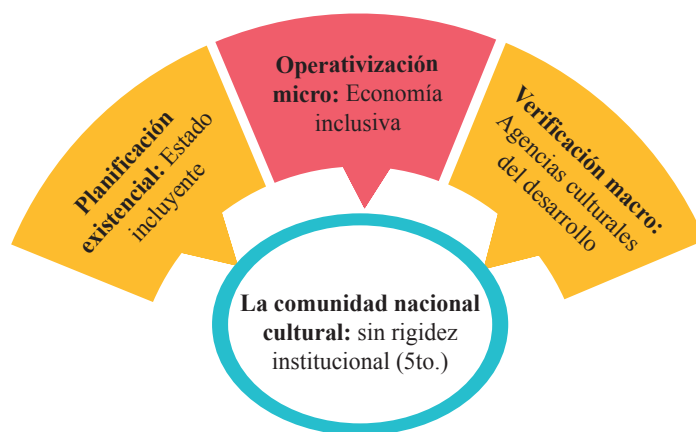 Planificación
existencial: Estado
incluyente
Operativización
micro: Economía
inclusiva
Verificación macro:
Agencias culturales
del desarrollo
La comunidad nacional
cultural: sin rigidez
institucional (5to.)